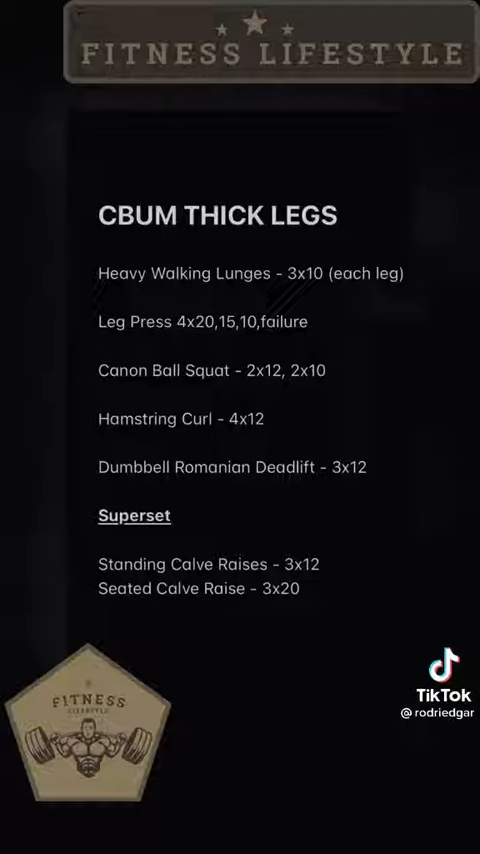 FITNESS LIFESTYLE
CBUM THICK LEGS
Heavy Walking Lunges - 3x10 (each leg)
Leg Press 4x20,15,10,failure
Canon Ball Squat - 2x12, 2x10
Hamstring Curl - 4x12
Dumbbell Romanian Deadlift - 3x12
Superset
Standing Calve Raises - 3x12
Seated Calve Raise - 3x20
FITNESS
LIFESTYLE
TikTok
@rodriedgar